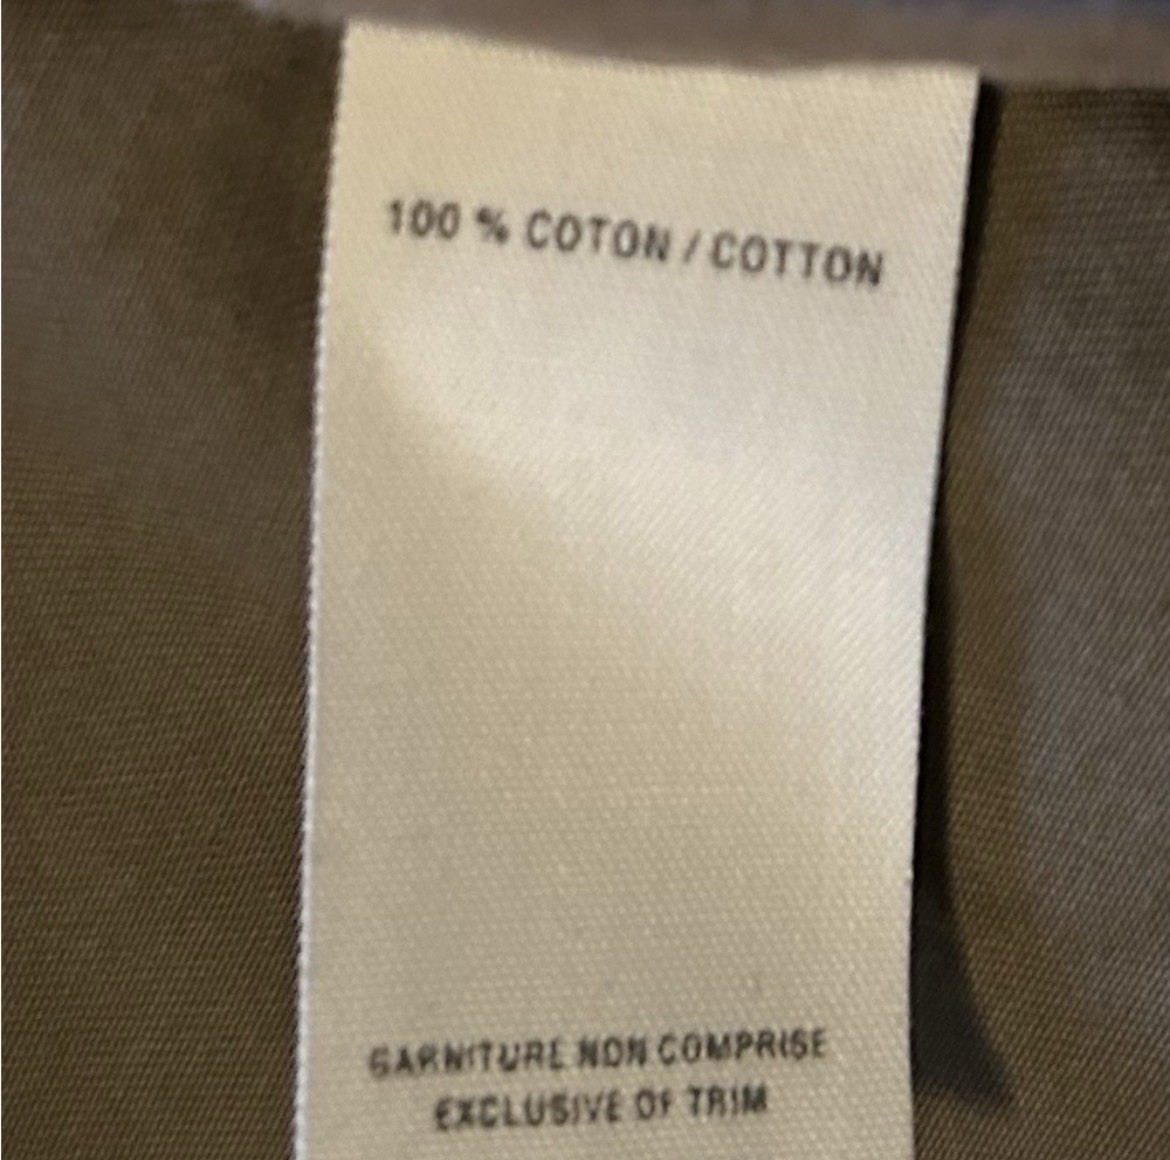 100 % COTON / COTTON
GARNITURE NON COMPRISE
EXCLUSIVE OF TRIM